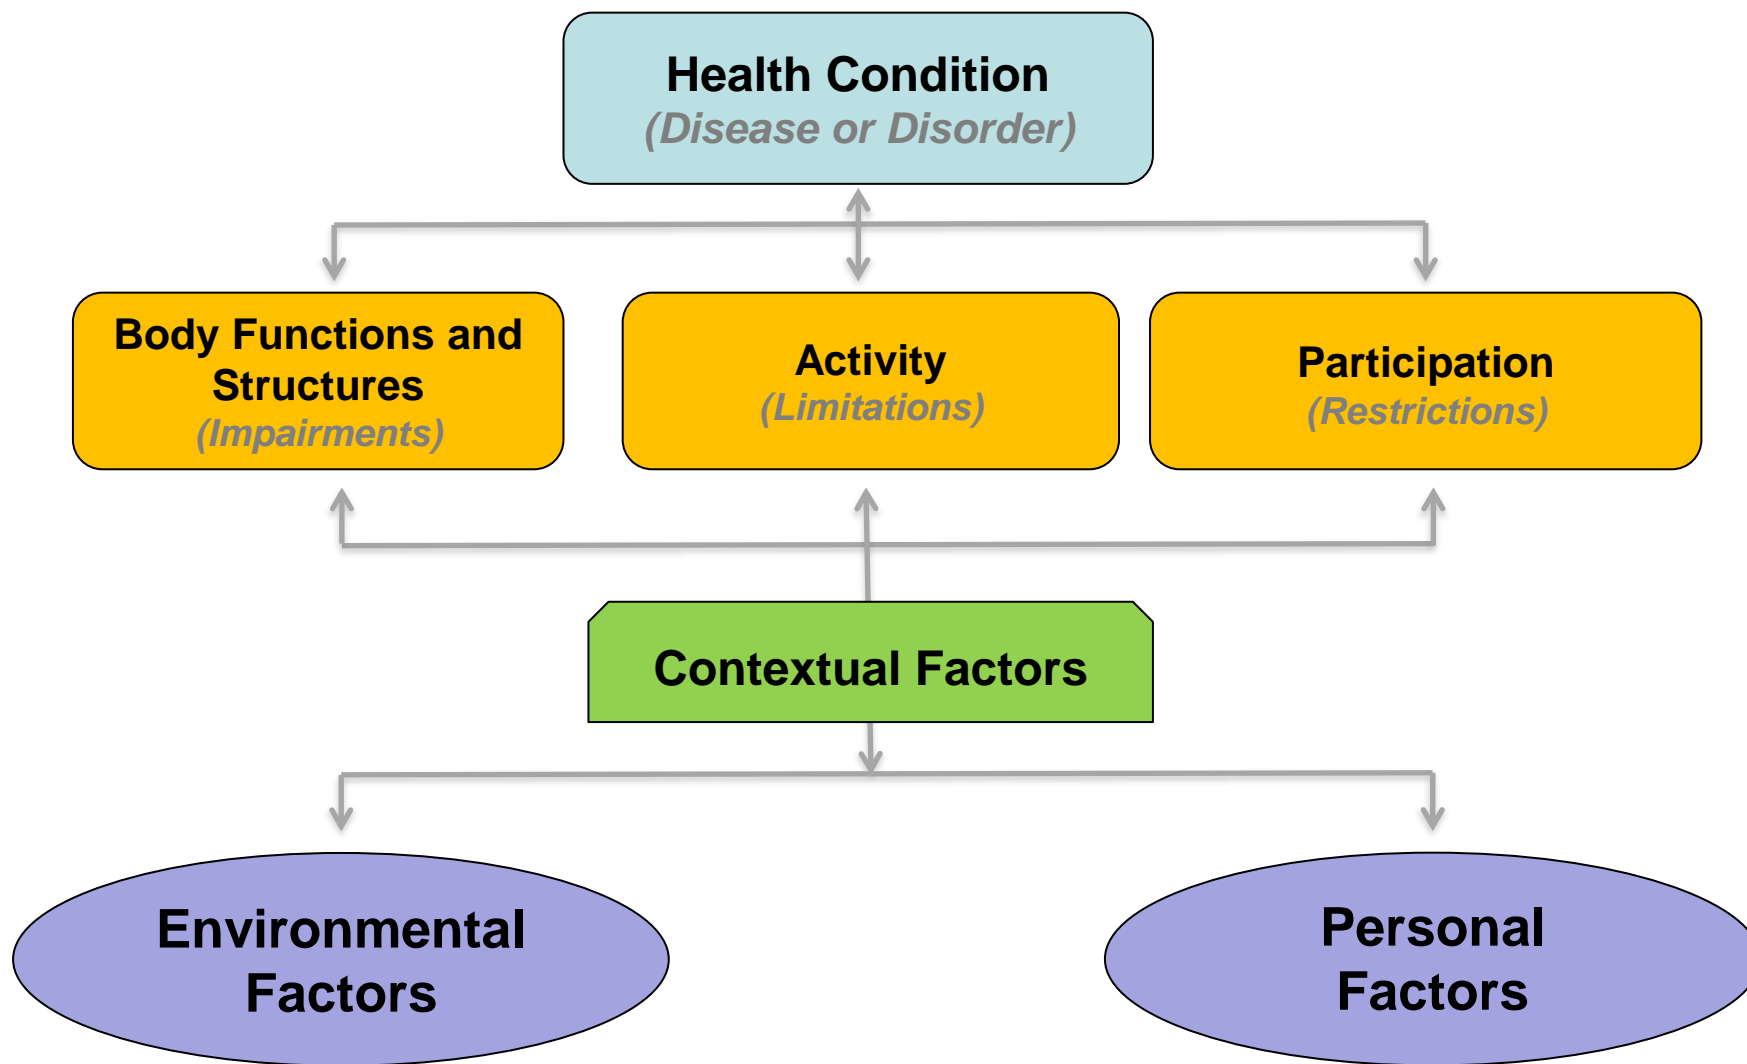 Health Condition
(Disease or Disorder)
Body Functions and
Structures
(Impairments)
Activity
(Limitations)
Participation
(Restrictions)
Contextual Factors
Environmental
Factors
Personal
Factors